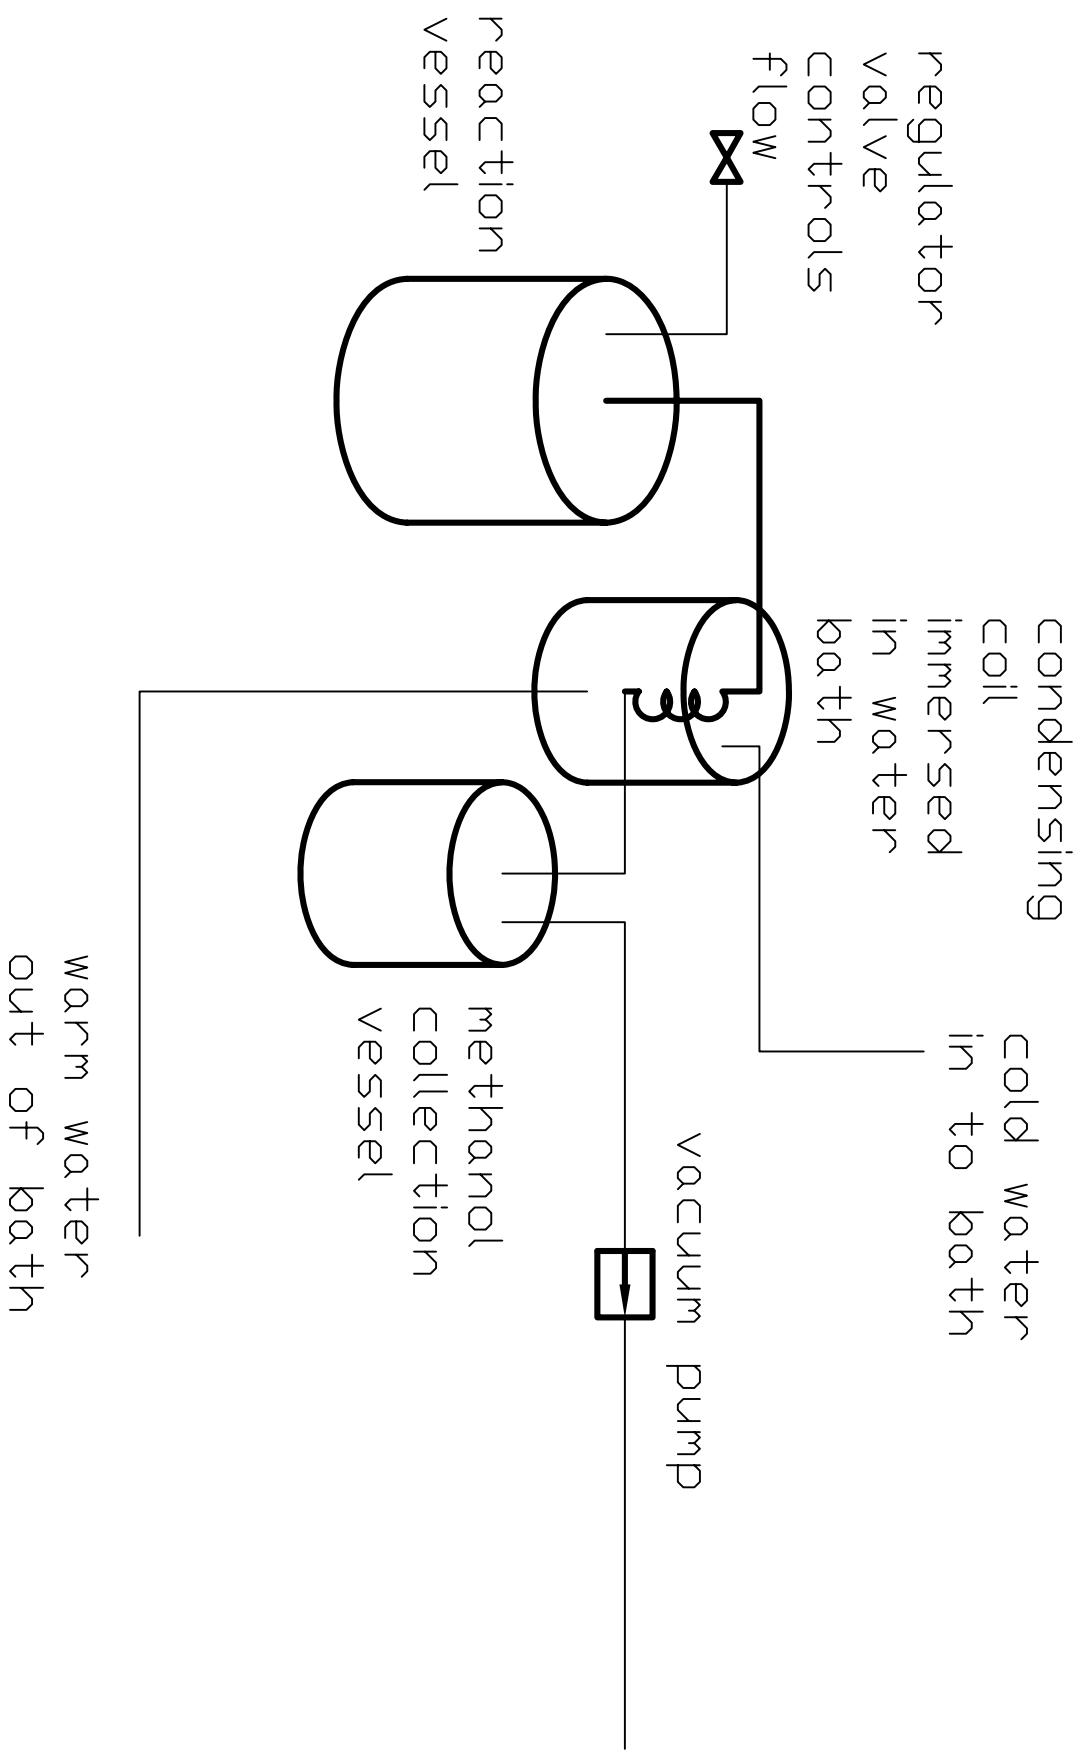 regulator
valve
controls
flow
reaction
vessel
condensing
coil
immersed
in water
bath
cold water
in to bath
vacuum pump
methanol
collection
vessel
warm water
out of bath